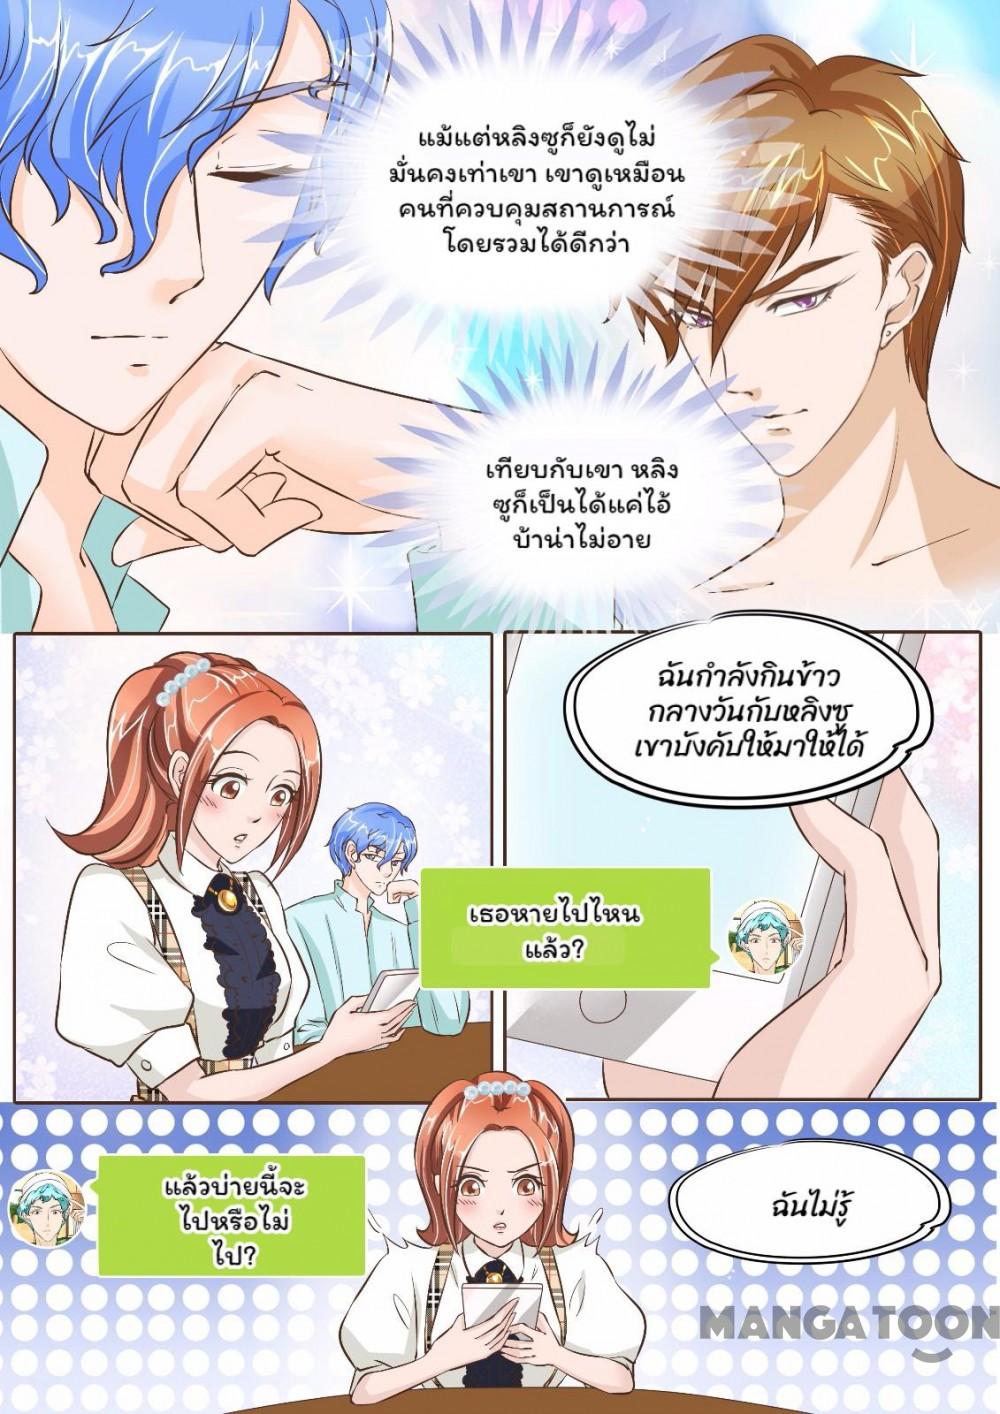 แม้แต่หลิงซูก็ยังดูไม่
มั่นคงเท่าเขา เขาดูเหมือน
คนที่ควบคุมสถานการณ์
โดยรวมได้ดีกว่า
เทียบกับเขา หลิง
ซูก็เป็นได้แค่ไอ้
บ้าน่าไม่อาย
ฉันกำลังกินข้าว
กลางวันกับหลิงซู
เขาบังคับให้มาให้ได้
เธอหายไปไหน
แล้ว?
แล้วบ่ายนี้จะ
ไปหรือไม่
ไป?
ฉันไม่รู้
MANGATOON